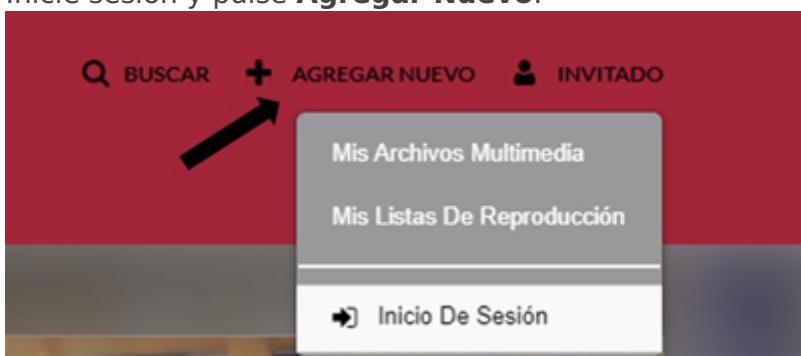 Inicie sesión y pulse Agregar Nuevo.
BUSCAR AGREGAR NUEVO INVITADO
Mis Archivos Multimedia
Mis Listas De Reproducción
Inicio De Sesión